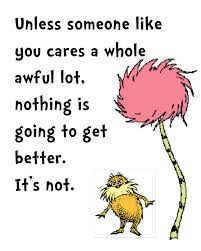 Unless someone like
you cares a whole
awful lot,
nothing is
going to get
better.
It's not.